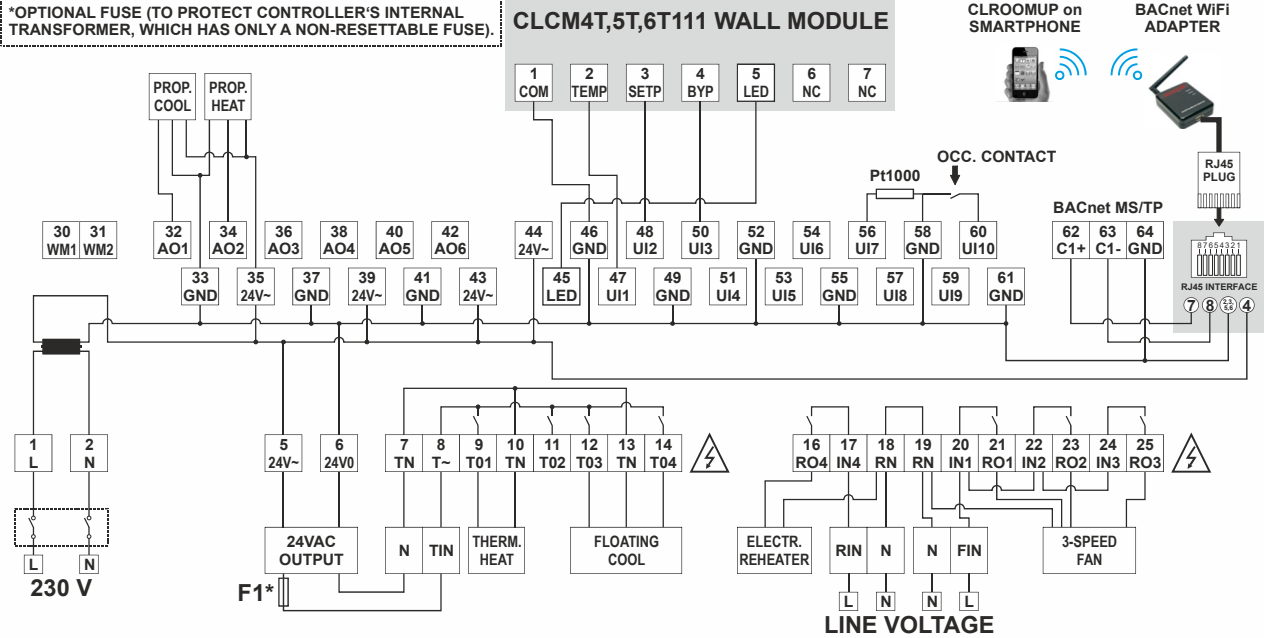 *OPTIONAL FUSE (TO PROTECT CONTROLLER'S INTERNAL
TRANSFORMER, WHICH HAS ONLY A NON-RESETTABLE FUSE).
CLCM4T,5T,6T111 WALL MODULE
CLROOMUP on
SMARTPHONE
BACnet WiFi
ADAPTER
1
COM
2
TEMP
3
SETP
4
BYP
5
LED
6
NC
7
NC
PROP.
COOL
PROP.
HEAT
OCC. CONTACT
Pt1000
RJ45
PLUG
BACnet MS/TP
30
WM1
31
WM2
32
AO1
34
AO2
36
AO3
38
AO4
40
AO5
42
AO6
44
24V~
46
GND
48
UI2
50
UI3
52
GND
54
UI6
56
UI7
58
GND
60
UI10
62
C1+
63
C1-
64
GND
87654321
RJ45 INTERFACE
7
8
2,3,
5,6
4
33
GND
35
24V~
37
GND
39
24V~
41
GND
43
24V~
45
LED
47
UI1
49
GND
51
UI4
53
UI5
55
GND
57
UI8
59
UI9
61
GND
1
L
2
N
5
24V~
6
24V0
7
TN
8
T~
9
T01
10
TN
11
T02
12
T03
13
TN
14
T04
16
RO4
17
IN4
18
RN
19
RN
20
IN1
21
RO1
22
IN2
23
RO2
24
IN3
25
RO3
24VAC
OUTPUT
N
TIN
THERM.
HEAT
FLOATING
COOL
ELECTR.
REHEATER
RIN
N
N
FIN
3-SPEED
FAN
L
N
230 V
F1*
L
N
N
L
LINE VOLTAGE